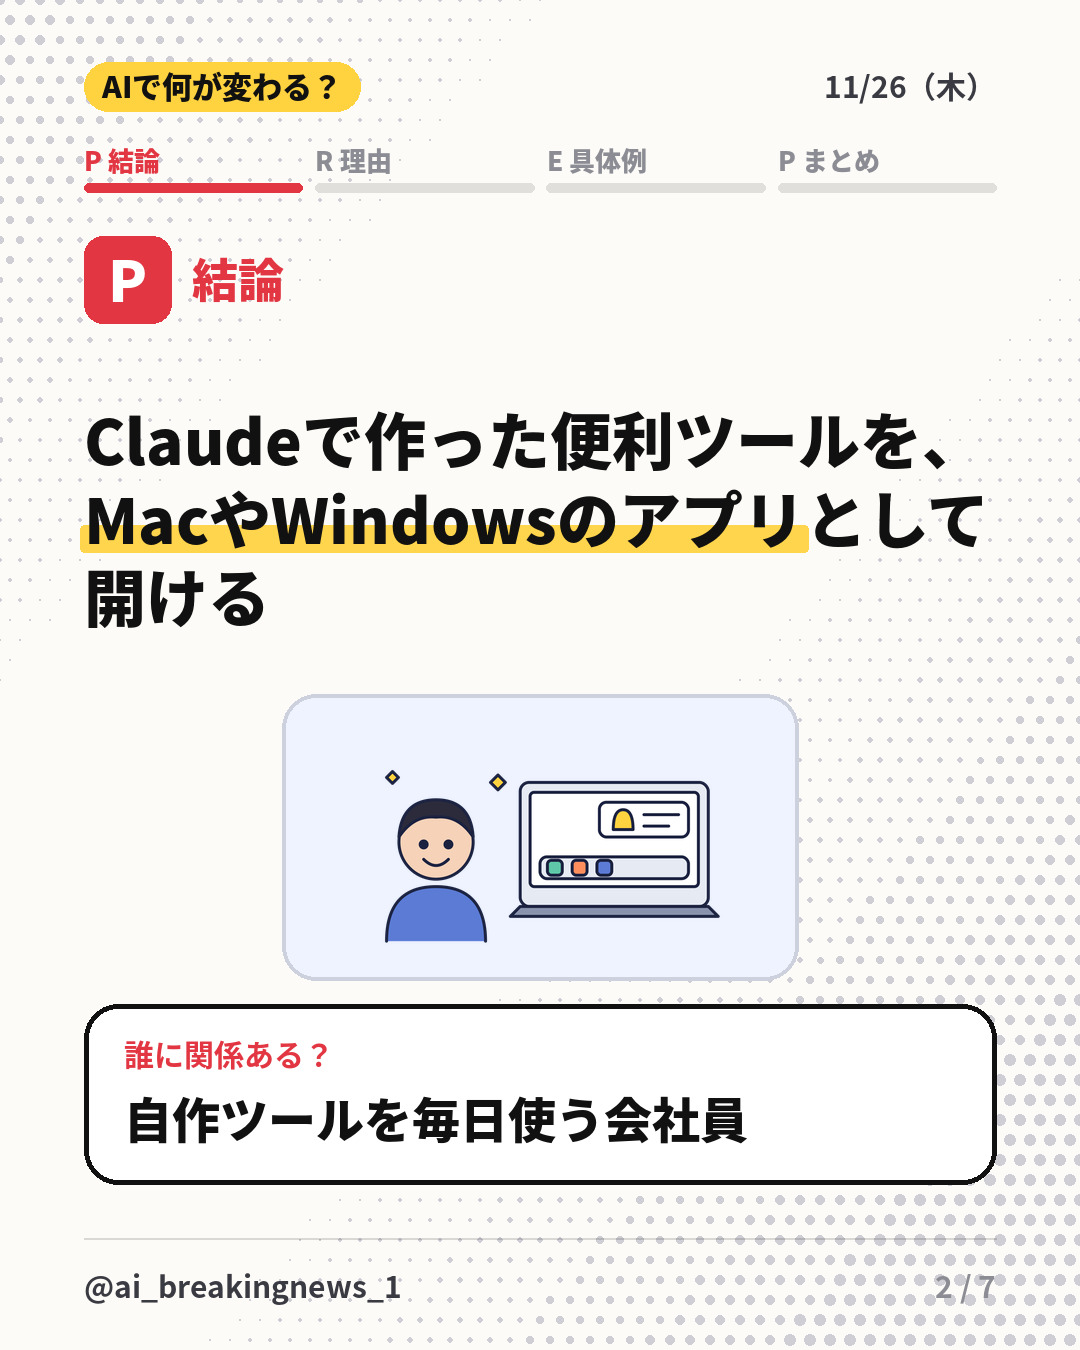 AIで何が変わる？
11/26（木）
P 結論
R 理由
E 具体例
P まとめ
P 結論
Claudeで作った便利ツールを、
MacやWindowsのアプリとして
開ける
誰に関係ある？
自作ツールを毎日使う会社員
@ai_breakingnews_1
2 / 7